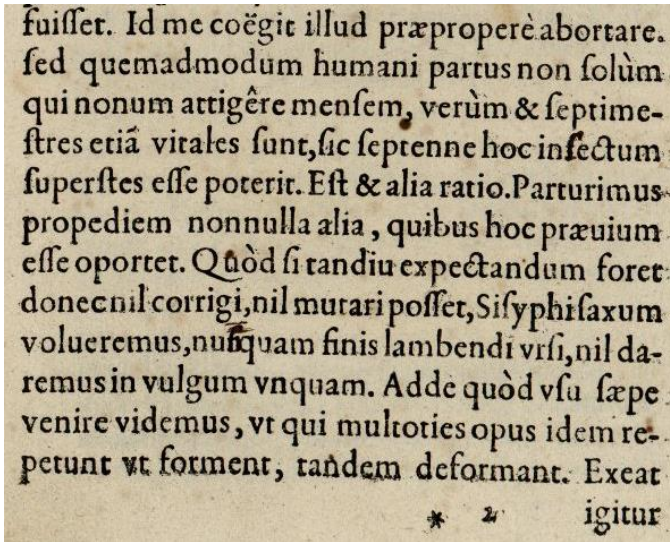 fuiſſet. Id me coëgit illud præproperè abortare.
ſed quemadmodum humani partus non ſolùm
qui nonum attigêre menſem, verùm & ſeptime-
ſtres etiã vitales ſunt, ſic ſeptenne hoc inſectum
ſuperſtes eſſe poterit. Eſt & alia ratio. Parturimus
propediem nonnulla alia, quibus hoc præuium
eſſe oportet. Quòd ſi tandiu expectandum foret
donec nil corrigi, nil mutari poſſet, Siſyphi ſaxum
volueremus, nuſquam finis lambendi vrſi, nil da-
remus in vulgum vnquam. Adde quòd vſu ſæpe
venire videmus, vt qui multoties opus idem re-
petunt vt forment, tandem deformant. Exeat
* 2 igitur